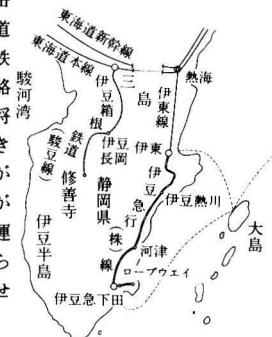 道鉄路将きがが運らせ
東海道新幹線
東海道本線
三島
熱海
伊東線
伊東
伊豆箱根鉄道
(駿豆線)
伊豆長岡
修善寺
駿河湾
静岡県
伊豆半島
伊豆急行(株)線
伊豆熱川
河津
ロープウエイ
伊豆急下田
大島